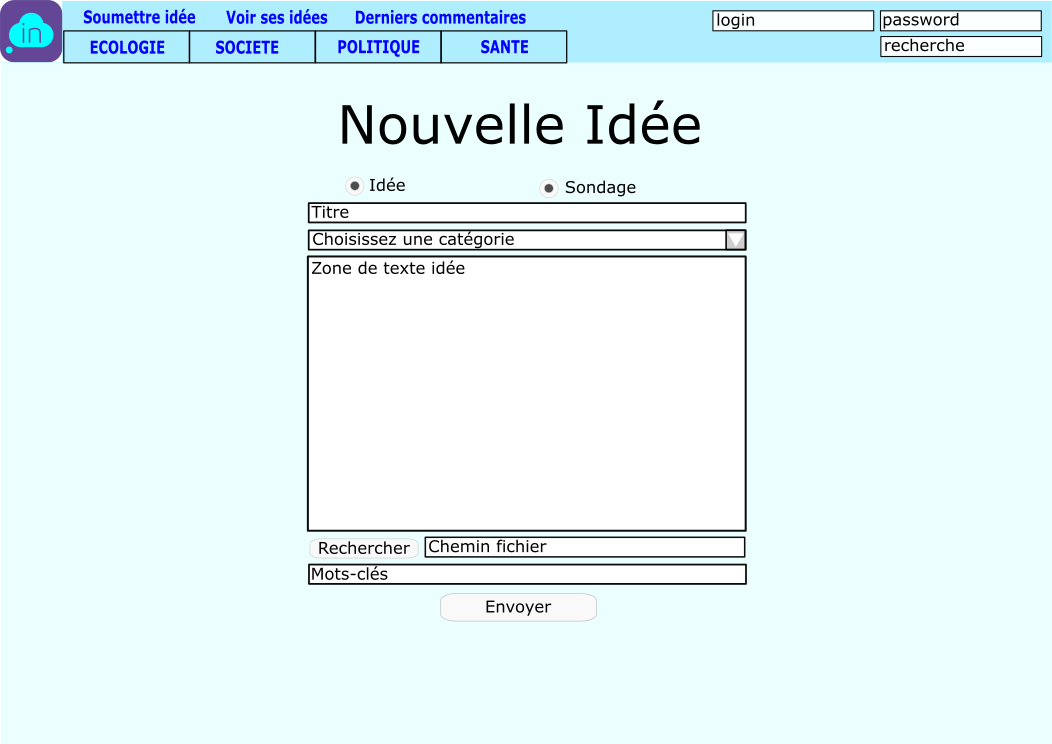 in
Soumettre idée Voir ses idées Derniers commentaires
login password
ECOLOGIE SOCIETE POLITIQUE SANTE
recherche
Nouvelle Idée
Idée Sondage
Titre
Choisissez une catégorie
Zone de texte idée
Rechercher Chemin fichier
Mots-clés
Envoyer